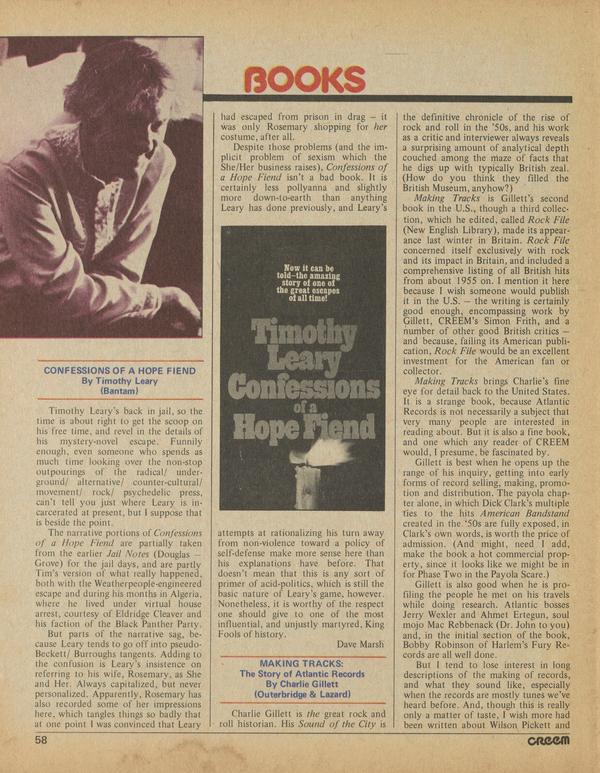 BOOKS
CONFESSIONS OF A HOPE FIEND
By Timothy Leary
(Bantam)
Timothy Leary's back in jail, so the
time is about right to get the scoop on
his free time, and revel in the details of
his mystery-novel escape. Funnily
enough, even someone who spends as
much time looking over the non-stop
outpourings of the radical/ under-
ground/ alternative/ counter-cultural/
movement/ rock/ psychedelic press,
can't tell you just where Leary is in-
carcerated at present, but I suppose that
is beside the point.
The narrative portions of Confessions
of a Hope Fiend are partially taken
from the earlier Jail Notes (Douglas –
Grove) for the jail days, and are partly
Tim's version of what really happened,
both with the Weatherpeople-engineered
escape and during his months in Algeria,
where he lived under virtual house
arrest, courtesy of Eldridge Cleaver and
his faction of the Black Panther Party.
But parts of the narrative sag, be-
cause Leary tends to go off into pseudo-
Beckett/ Burroughs tangents. Adding to
the confusion is Leary's insistence on
referring to his wife, Rosemary, as She
and Her. Always capitalized, but never
personalized. Apparently, Rosemary has
also recorded some of her impressions
here, which tangles things so badly that
at one point I was convinced that Leary
had escaped from prison in drag – it
was only Rosemary shopping for her
costume, after all.
Despite those problems (and the im-
plicit problem of sexism which the
She/Her business raises), Confessions of
a Hope Fiend isn't a bad book. It is
certainly less pollyanna and slightly
more down-to-earth than anything
Leary has done previously, and Leary's
Now it can be
told–the amazing
story of one of
the great escapes
of all time!
Timothy
Leary
Confessions
of a
Hope Fiend
attempts at rationalizing his turn away
from non-violence toward a policy of
self-defense make more sense here than
his explanations have before. That
doesn't mean that this is any sort of
primer of acid-politics, which is still the
basic nature of Leary's game, however.
Nonetheless, it is worthy of the respect
one should give to one of the most
influential, and unjustly martyred, King
Fools of history.
Dave Marsh
MAKING TRACKS:
The Story of Atlantic Records
By Charlie Gillett
(Outerbridge & Lazard)
Charlie Gillett is the great rock and
roll historian. His Sound of the City is
the definitive chronicle of the rise of
rock and roll in the '50s, and his work
as a critic and interviewer always reveals
a surprising amount of analytical depth
couched among the maze of facts that
he digs up with typically British zeal.
(How do you think they filled the
British Museum, anyhow?)
Making Tracks is Gillett's second
book in the U.S., though a third collec-
tion, which he edited, called Rock File
(New English Library), made its appear-
ance last winter in Britain. Rock File
concerned itself exclusively with rock
and its impact in Britain, and included a
comprehensive listing of all British hits
from about 1955 on. I mention it here
because I wish someone would publish
it in the U.S. – the writing is certainly
good enough, encompassing work by
Gillett, CREEM's Simon Frith, and a
number of other good British critics –
and because, failing its American publi-
cation, Rock File would be an excellent
investment for the American fan or
collector.
Making Tracks brings Charlie's fine
eye for detail back to the United States.
It is a strange book, because Atlantic
Records is not necessarily a subject that
very many people are interested in
reading about. But it is also a fine book,
and one which any reader of CREEM
would, I presume, be fascinated by.
Gillett is best when he opens up the
range of his inquiry, getting into early
forms of record selling, making, promo-
tion and distribution. The payola chap-
ter alone, in which Dick Clark's multiple
ties to the hits American Bandstand
created in the '50s are fully exposed, in
Clark's own words, is worth the price of
admission. (And might, need I add,
make the book a hot commercial prop-
erty, since it looks like we might be in
for Phase Two in the Payola Scare.)
Gillett is also good when he is pro-
filing the people he met on his travels
while doing research. Atlantic bosses
Jerry Wexler and Ahmet Ertegun, soul
mojo Mac Rebbenack (Dr. John to you)
and, in the initial section of the book,
Bobby Robinson of Harlem's Fury Re-
cords are all well done.
But I tend to lose interest in long
descriptions of the making of records,
and what they sound like, especially
when the records are mostly tunes we've
heard before. And, though this is really
only a matter of taste, I wish more had
been written about Wilson Pickett and
58
CREEM